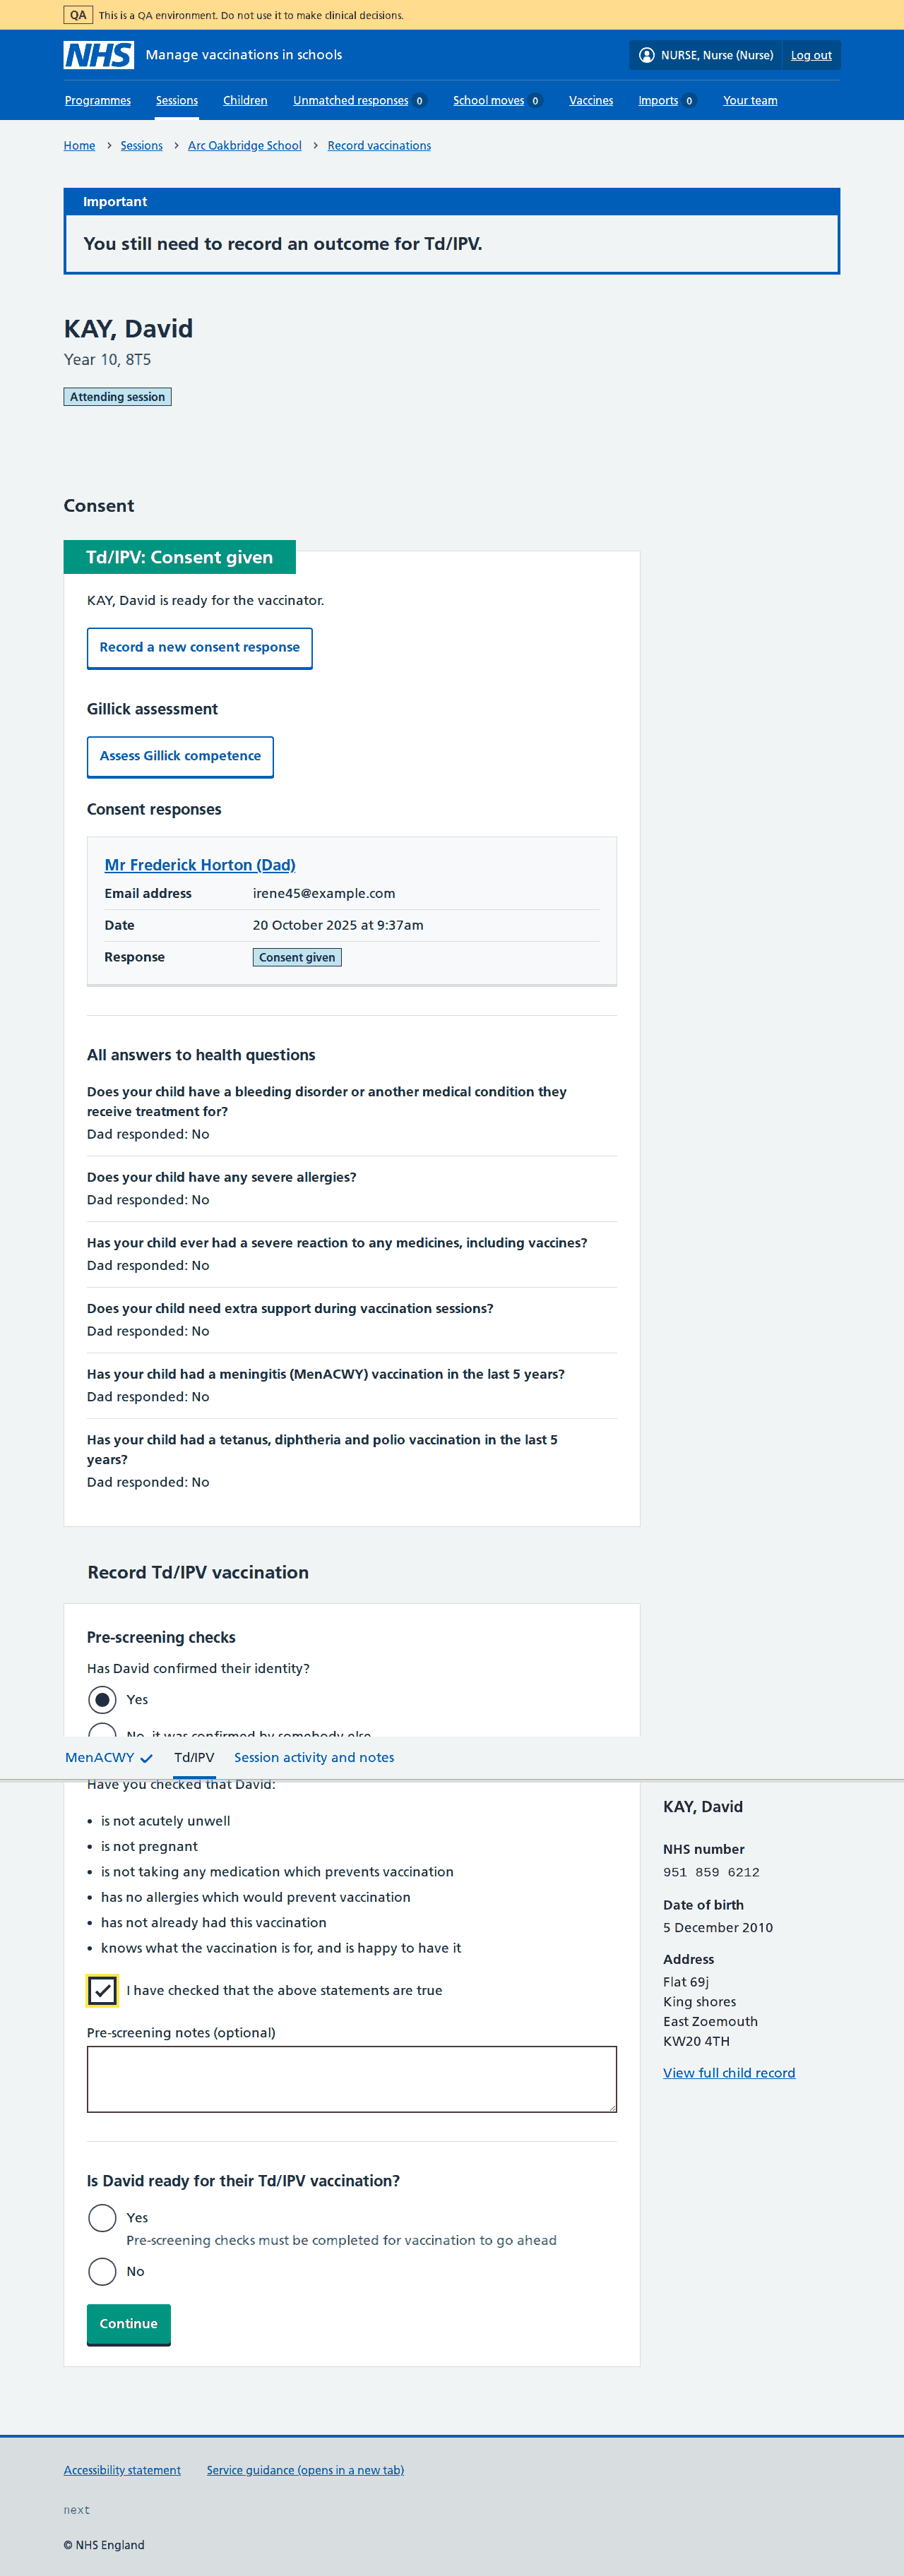 QA This is a QA environment. Do not use it to make clinical decisions.
NHS Manage vaccinations in schools NURSE, Nurse (Nurse) Log out
Programmes Sessions Children Unmatched responses 0 School moves 0 Vaccines Imports 0 Your team
Home Sessions Arc Oakbridge School Record vaccinations
Important
You still need to record an outcome for Td/IPV.
KAY, David
Year 10, 8T5
Attending session
Consent
Td/IPV: Consent given
KAY, David is ready for the vaccinator.
Record a new consent response
Gillick assessment
Assess Gillick competence
Consent responses
Mr Frederick Horton (Dad)
Email address irene45@example.com
Date 20 October 2025 at 9:37am
Response Consent given
All answers to health questions
Does your child have a bleeding disorder or another medical condition they
receive treatment for?
Dad responded: No
Does your child have any severe allergies?
Dad responded: No
Has your child ever had a severe reaction to any medicines, including vaccines?
Dad responded: No
Does your child need extra support during vaccination sessions?
Dad responded: No
Has your child had a meningitis (MenACWY) vaccination in the last 5 years?
Dad responded: No
Has your child had a tetanus, diphtheria and polio vaccination in the last 5
years?
Dad responded: No
Record Td/IPV vaccination
Pre-screening checks
Has David confirmed their identity?
Yes
No, it was confirmed by somebody else
MenACWY Td/IPV Session activity and notes
Have you checked that David:
is not acutely unwell
is not pregnant
is not taking any medication which prevents vaccination
has no allergies which would prevent vaccination
has not already had this vaccination
knows what the vaccination is for, and is happy to have it
I have checked that the above statements are true
Pre-screening notes (optional)
Is David ready for their Td/IPV vaccination?
Yes
Pre-screening checks must be completed for vaccination to go ahead
No
Continue
KAY, David
NHS number
951 859 6212
Date of birth
5 December 2010
Address
Flat 69j
King shores
East Zoemouth
KW20 4TH
View full child record
Accessibility statement Service guidance (opens in a new tab)
next
© NHS England